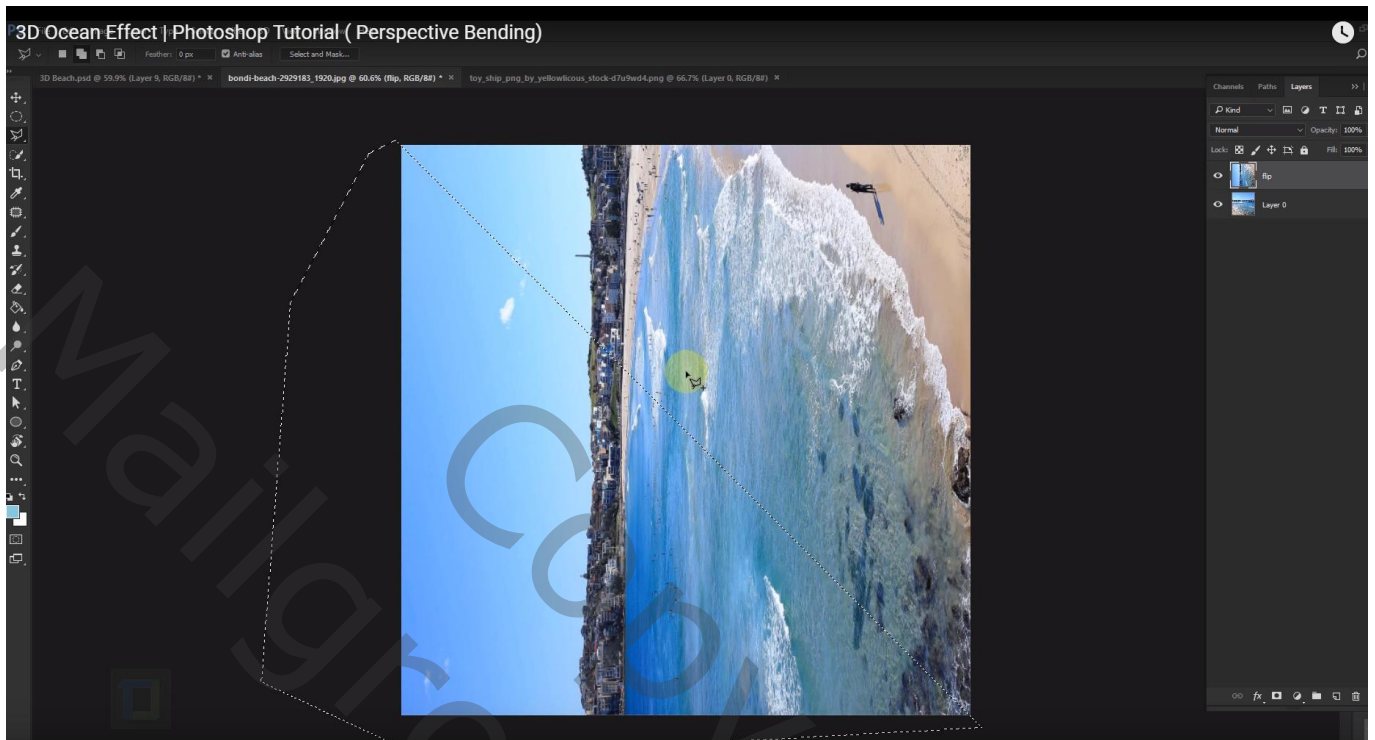 3D Ocean Effect | Photoshop Tutorial ( Perspective Bending)
Feather: 0 px Anti-alias Select and Mask...
3D Beach.psd @ 59.9% (Layer 9, RGB/8#) * × bondi-beach-2929183_1920.jpg @ 60.6% (flip, RGB/8#) * × toy_ship_png_by_yellowlicous_stock-d7u9wd4.png @ 66.7% (Layer 0, RGB/8#) ×
Channels Paths Layers
Kind
Normal Opacity: 100%
Lock: Fill: 100%
flip
Layer 0
fx